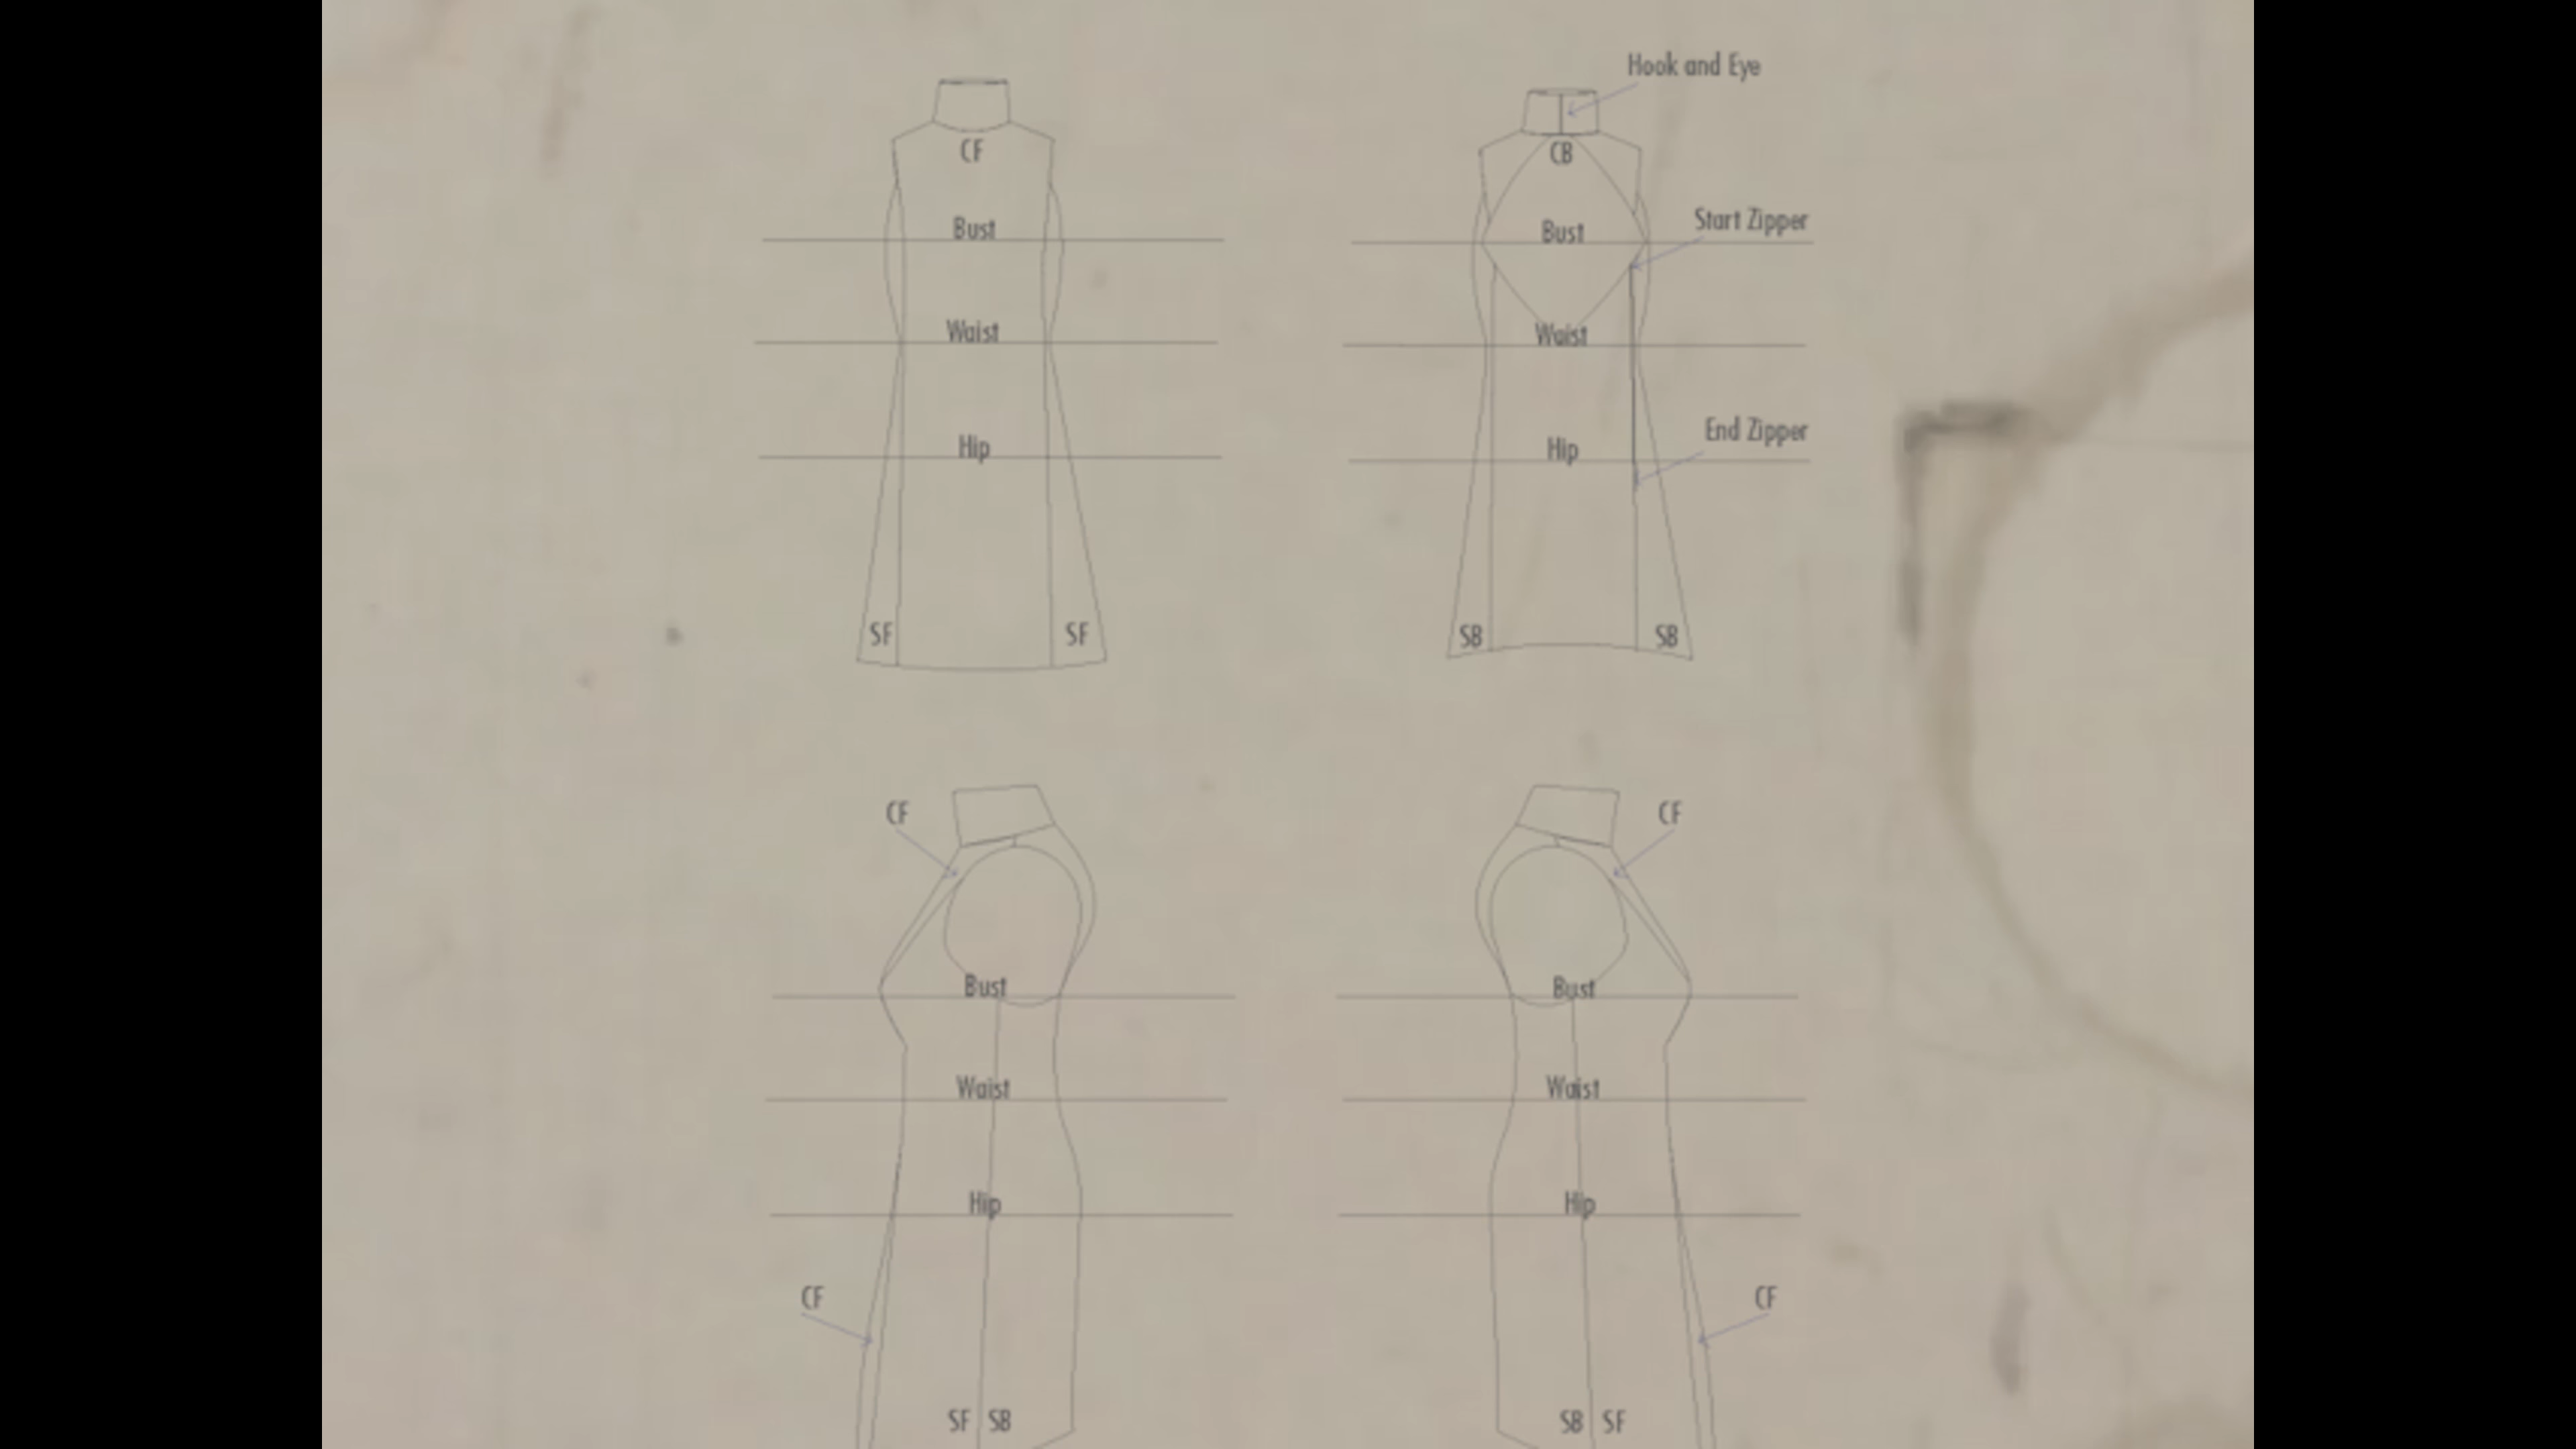 Hook and Eye
CF
CB
Bust
Bust
Start Zipper
Waist
Waist
Hip
Hip
End Zipper
SF
SF
SB
SB
CF
CF
Bust
Bust
Waist
Waist
Hip
Hip
CF
CF
SF SB
SB SF